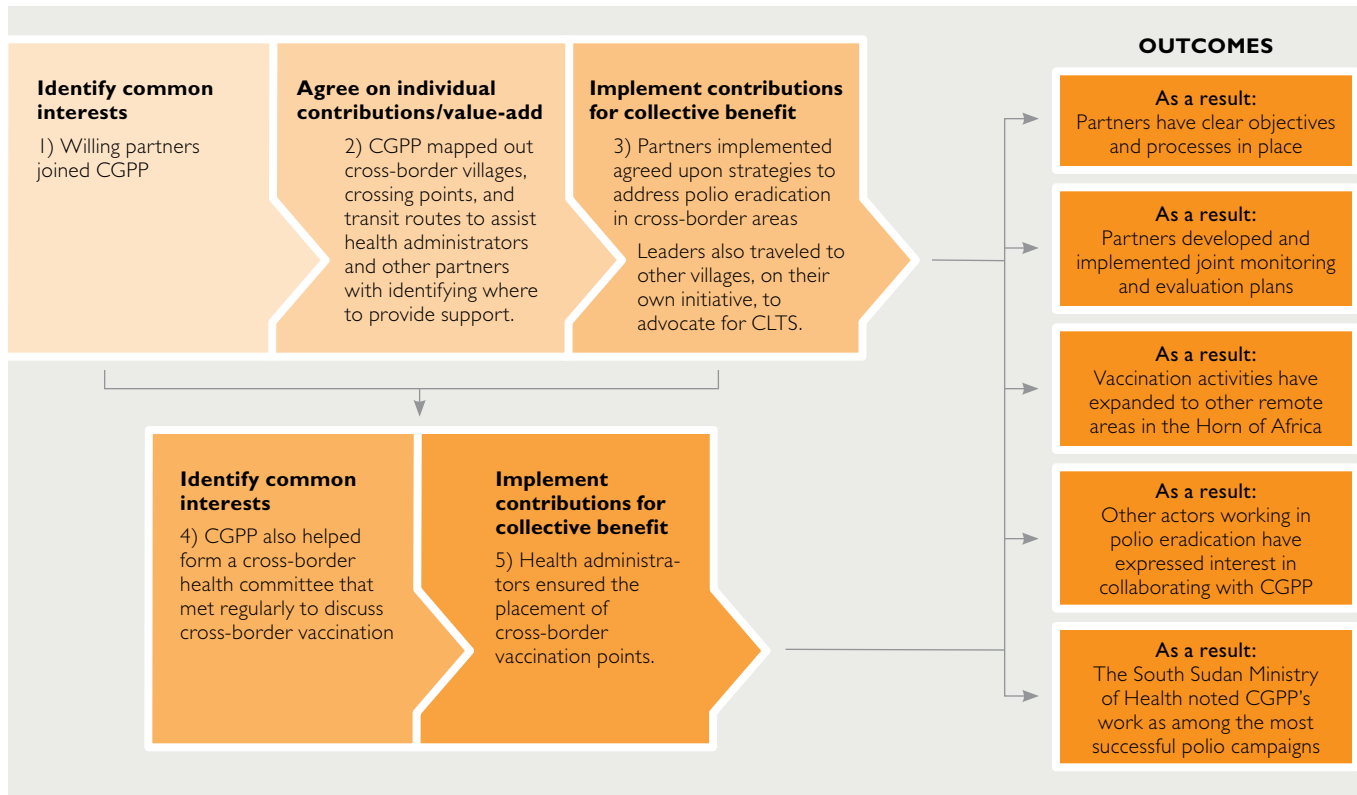 Identify common
interests
1) Willing partners
joined CGPP
Agree on individual
contributions/value-add
2) CGPP mapped out
cross-border villages,
crossing points, and
transit routes to assist
health administrators
and other partners
with identifying where
to provide support.
Implement contributions
for collective benefit
3) Partners implemented
agreed upon strategies to
address polio eradication
in cross-border areas
Leaders also traveled to
other villages, on their
own initiative, to
advocate for CLTS.
Identify common
interests
4) CGPP also helped
form a cross-border
health committee that
met regularly to discuss
cross-border vaccination
Implement
contributions for
collective benefit
5) Health administra-
tors ensured the
placement of
cross-border
vaccination points.
OUTCOMES
As a result:
Partners have clear objectives
and processes in place
As a result:
Partners developed and
implemented joint monitoring
and evaluation plans
As a result:
Vaccination activities have
expanded to other remote
areas in the Horn of Africa
As a result:
Other actors working in
polio eradication have
expressed interest in
collaborating with CGPP
As a result:
The South Sudan Ministry
of Health noted CGPP's
work as among the most
successful polio campaigns